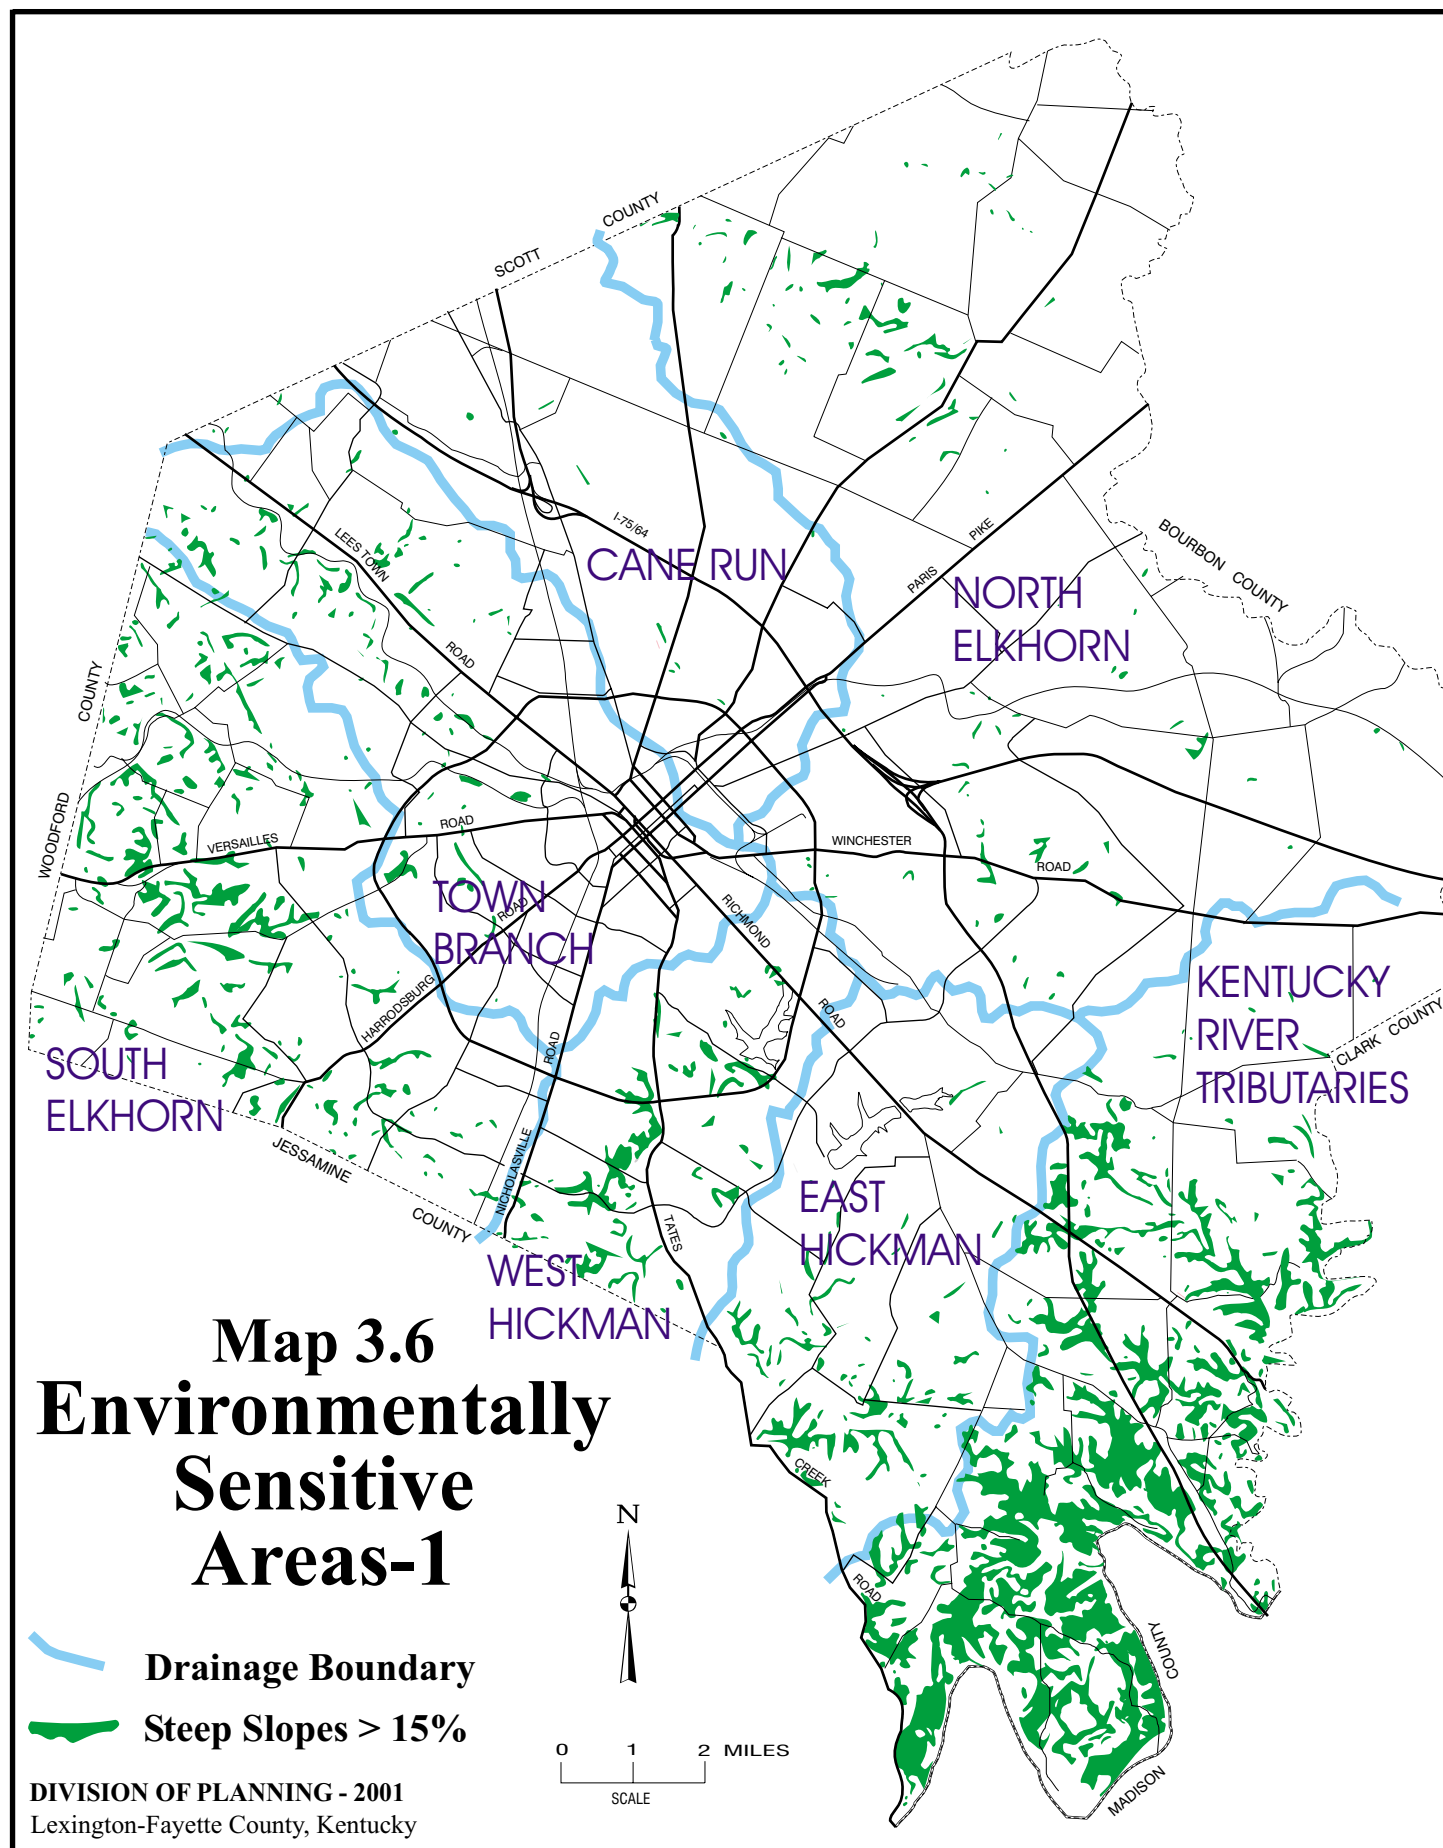 COUNTY
SCOTT
I-75/64
LEES TOWN
ROAD
CANE RUN
PARIS
PIKE
BOURBON COUNTY
NORTH
ELKHORN
COUNTY
WOODFORD
VERSAILLES
ROAD
WINCHESTER
ROAD
TOWN
BRANCH
HARRODSBURG
ROAD
RICHMOND
ROAD
KENTUCKY
RIVER
TRIBUTARIES
CLARK COUNTY
SOUTH
ELKHORN
JESSAMINE
COUNTY
NICHOLASVILLE
ROAD
TATES
CREEK
ROAD
EAST
HICKMAN
WEST
HICKMAN
Map 3.6
Environmentally
Sensitive
Areas-1
N
COUNTY
MADISON
Drainage Boundary
Steep Slopes > 15%
0 1 2 MILES
SCALE
DIVISION OF PLANNING - 2001
Lexington-Fayette County, Kentucky